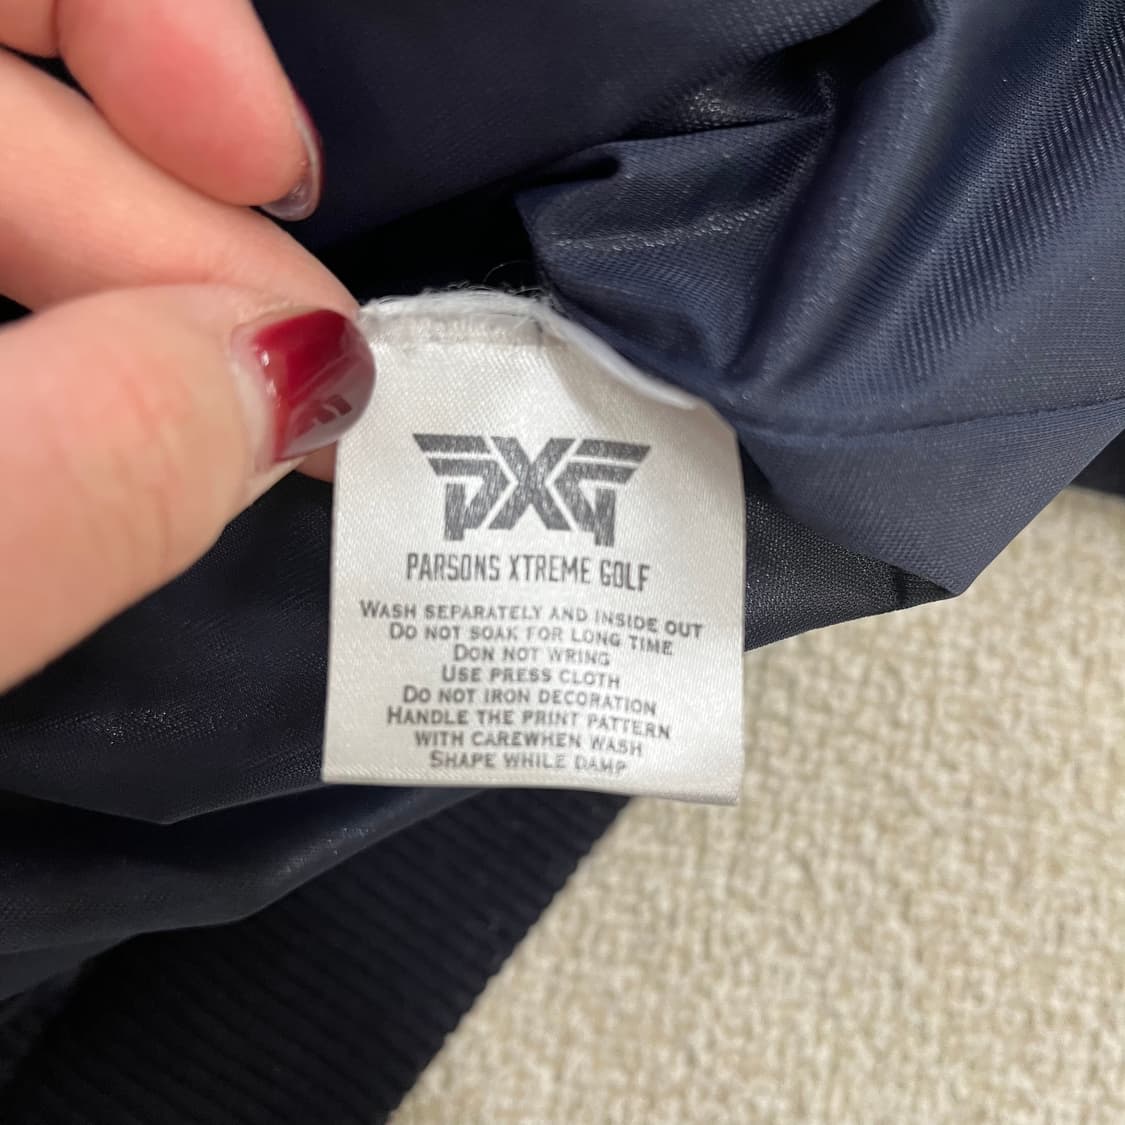 PXG
PARSONS XTREME GOLF
WASH SEPARATELY AND INSIDE OUT
DO NOT SOAK FOR LONG TIME
DON NOT WRING
USE PRESS CLOTH
DO NOT IRON DECORATION
HANDLE THE PRINT PATTERN
WITH CAREWHEN WASH
SHAPE WHILE DAMP